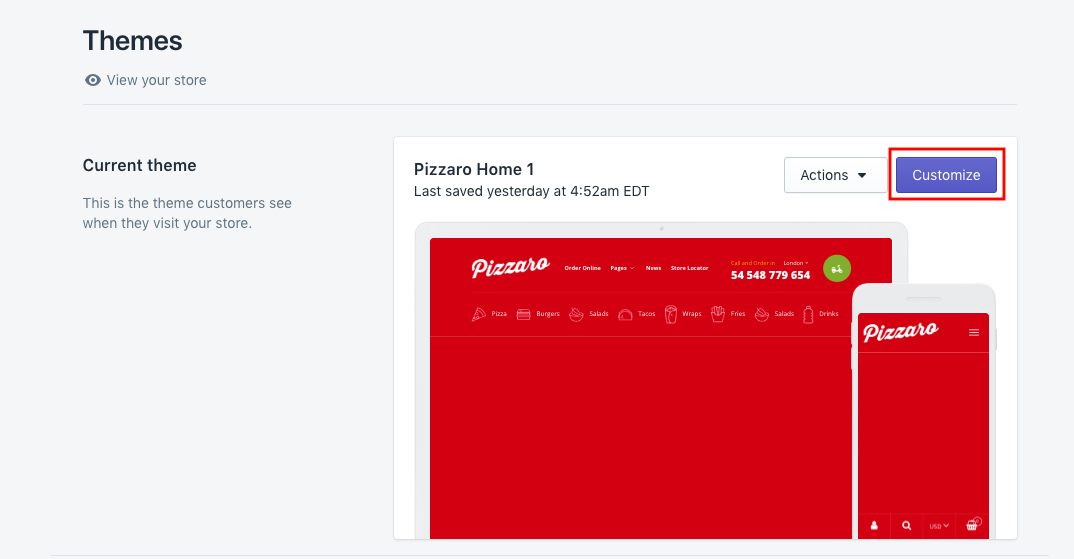 Themes
View your store
Current theme
This is the theme customers see
when they visit your store.
Pizzaro Home 1
Last saved yesterday at 4:52am EDT
Actions
Customize
Pizzaro
Order Online Pages News Store Locator
Call and Order in London
54 548 779 654
Pizza Burgers Salads Tacos Wraps Fries Salads Drinks
Pizzaro
USD